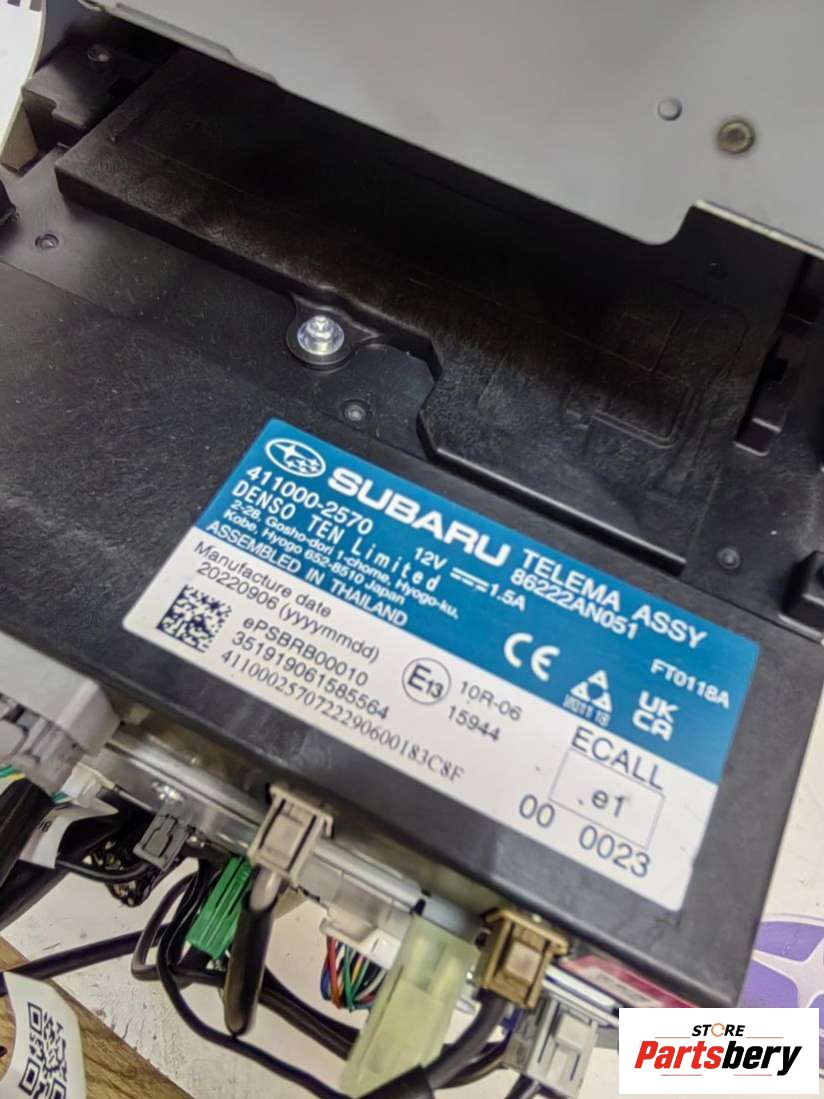 SUBARU TELEMA ASSY
411000-2570 12V 1.5A 86222AN051
DENSO TEN Limited
2-28, Gosho-dori 1-chome, Hyogo-ku,
Kobe, Hyogo 652-8510 Japan
ASSEMBLED IN THAILAND
FT0118A
CE
UK
CA
Manufacture date
20220906 (yyyymmdd)
ePSBRB00010
351919061585564
4110002570722290600183C8F
E13
10R-06
15944
ECALL
e1
00 0023
STORE
Partsbery